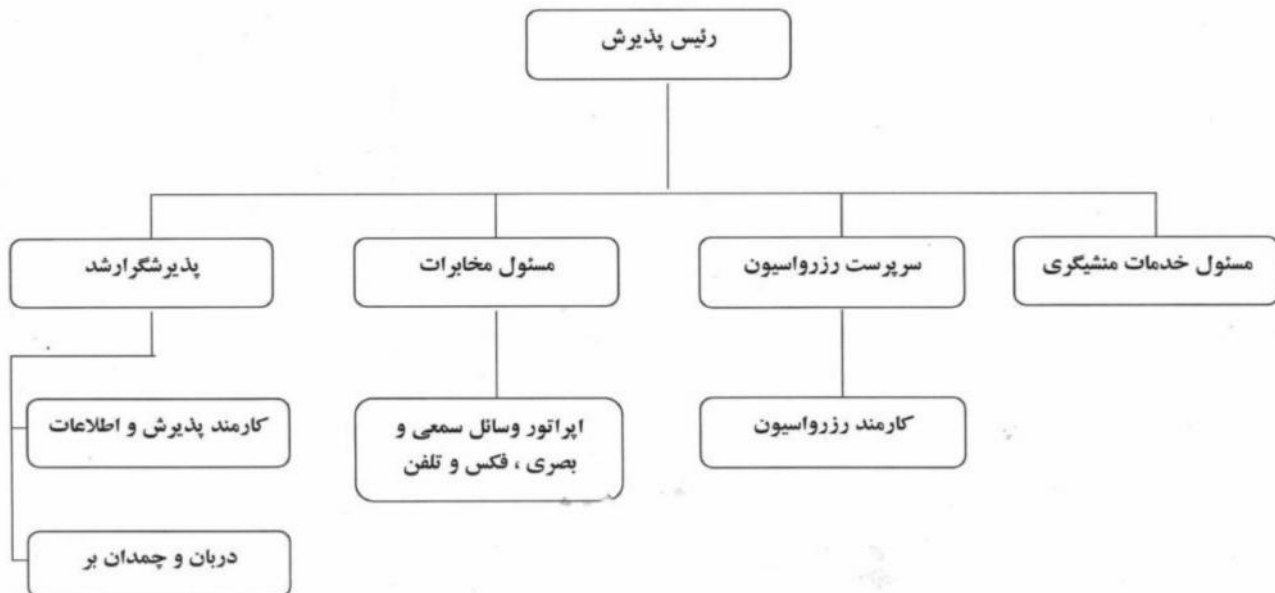 رئیس پذیرش
مسئول خدمات منشیگری
سرپرست رزرواسیون
مسئول مخابرات
پذیرشگرارشد
کارمند رزرواسیون
اپراتور وسائل سمعی و
بصری ، فکس و تلفن
کارمند پذیرش و اطلاعات
دربان و چمدان بر